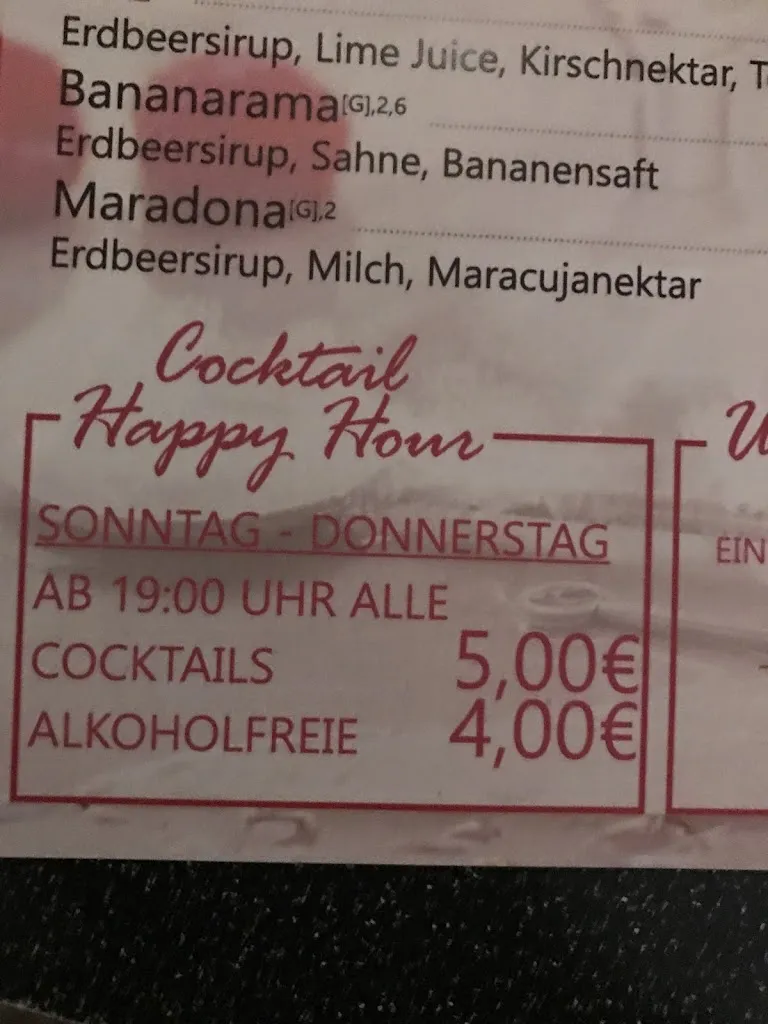 Erdbeersirup, Lime Juice, Kirschnektar,
Bananarama[G],2,6
Erdbeersirup, Sahne, Bananensaft
Maradona[G],2
Erdbeersirup, Milch, Maracujanektar
Cocktail
Happy Hour
SONNTAG - DONNERSTAG
AB 19:00 UHR ALLE
COCKTAILS 5,00€
ALKOHOLFREIE 4,00€
EIN